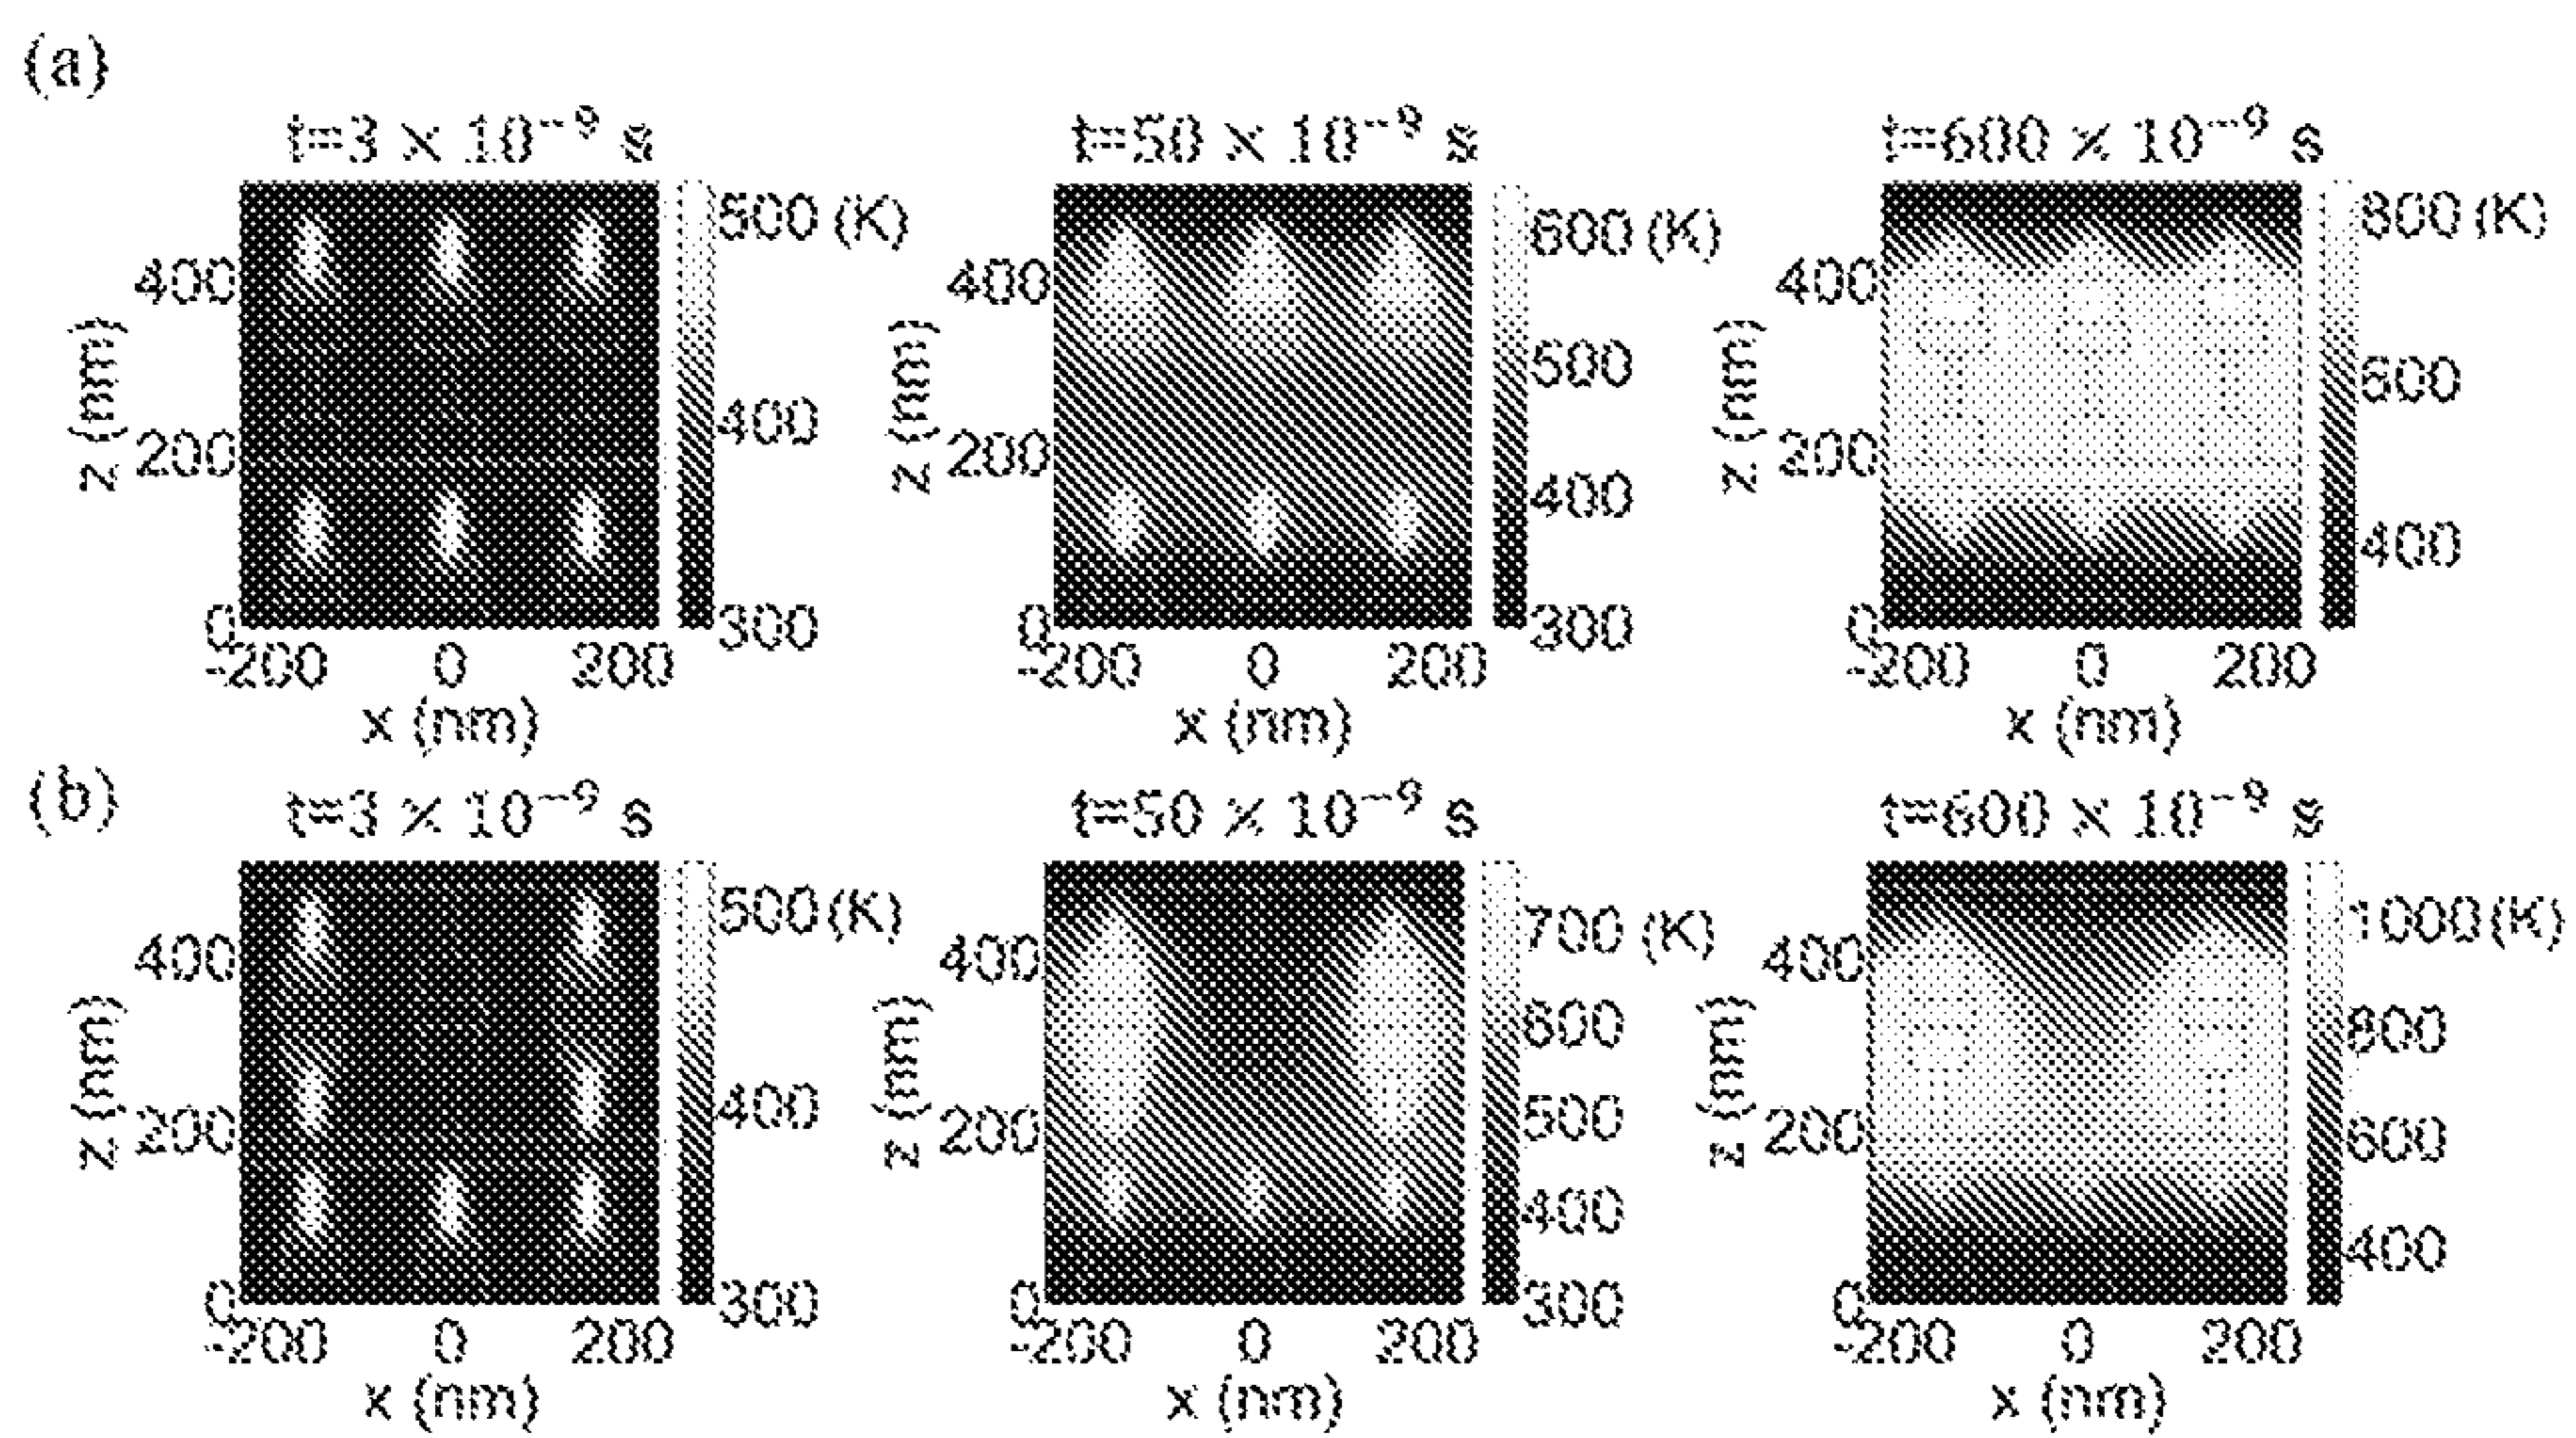 (a)
t=3 × 10⁻⁹ s
t=50 × 10⁻⁹ s
t=600 × 10⁻⁹ s
500 (K)
400
300
z (nm)
400
200
0
-200 0 200
x (nm)
600 (K)
500
400
300
z (nm)
400
200
0
-200 0 200
x (nm)
800 (K)
600
400
z (nm)
400
200
0
-200 0 200
x (nm)
(b)
t=3 × 10⁻⁹ s
t=50 × 10⁻⁹ s
t=600 × 10⁻⁹ s
500 (K)
400
300
z (nm)
400
200
0
-200 0 200
x (nm)
700 (K)
600
500
400
300
z (nm)
400
200
0
-200 0 200
x (nm)
1000 (K)
800
600
400
z (nm)
400
200
0
-200 0 200
x (nm)